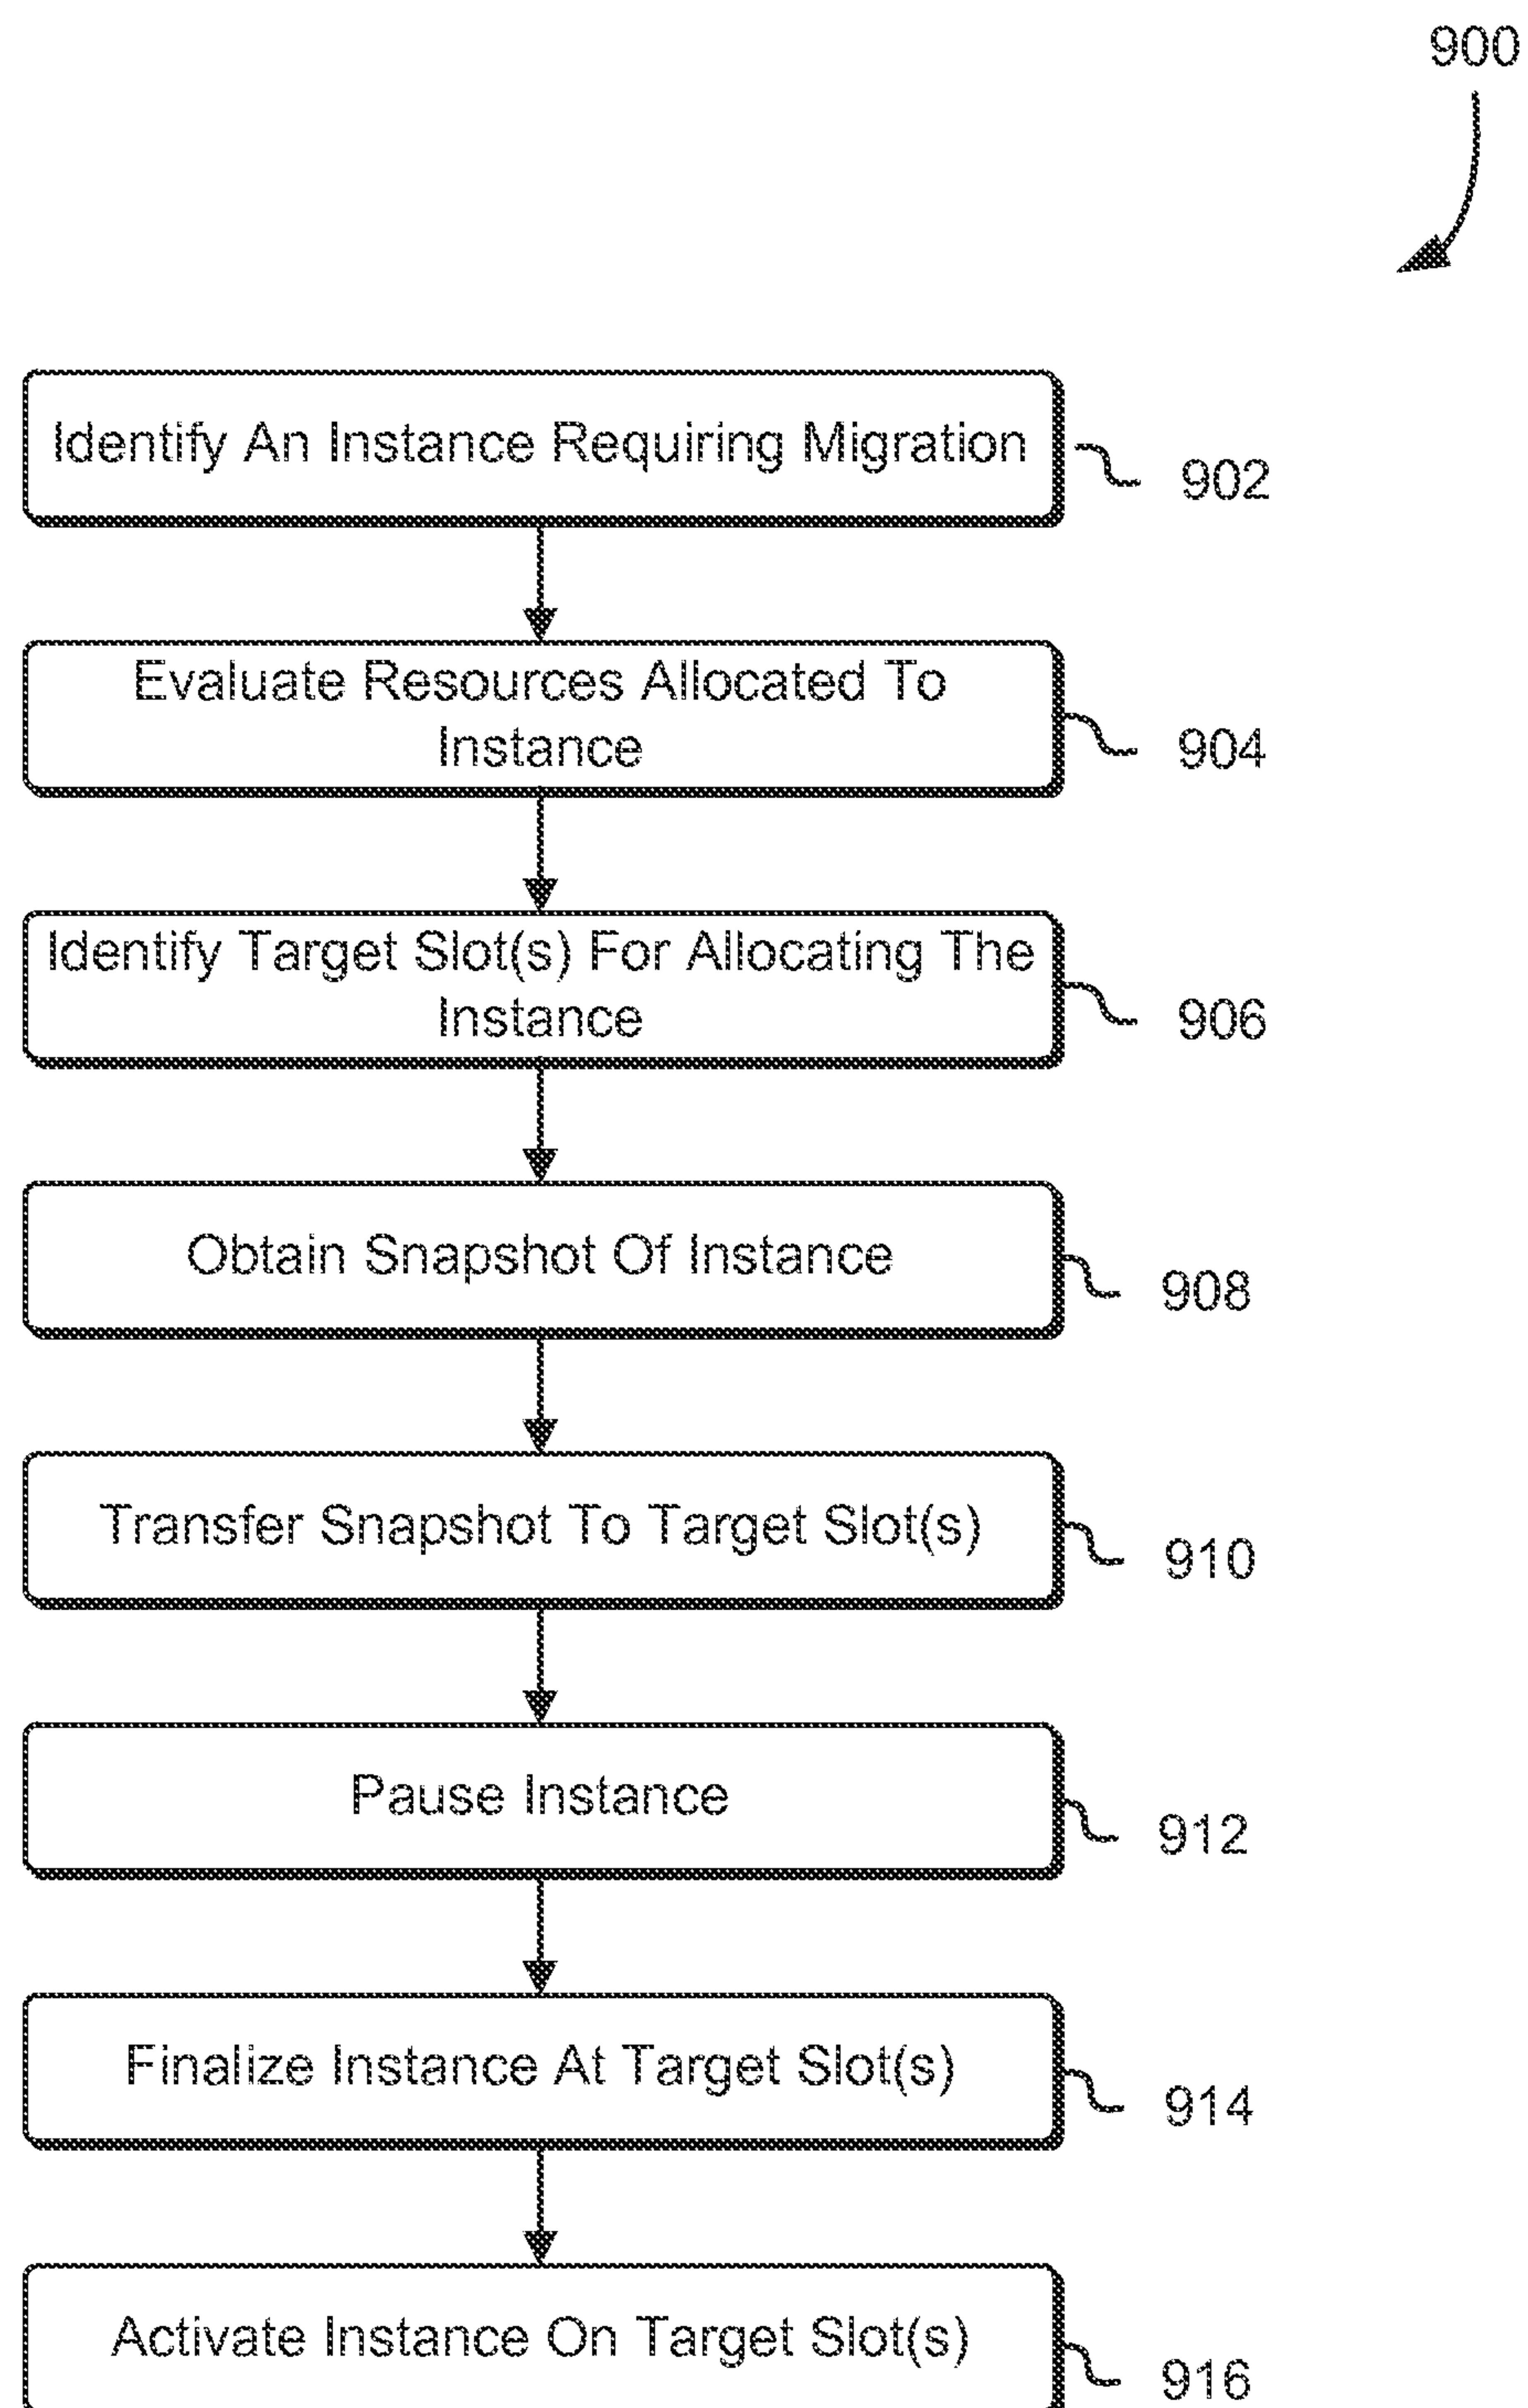 900
Identify An Instance Requiring Migration
902
Evaluate Resources Allocated To
Instance
904
Identify Target Slot(s) For Allocating The
Instance
906
Obtain Snapshot Of Instance
908
Transfer Snapshot To Target Slot(s)
910
Pause Instance
912
Finalize Instance At Target Slot(s)
914
Activate Instance On Target Slot(s)
916